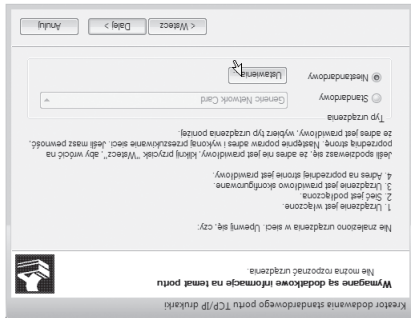 Kreator dodawania standardowego portu TCP/IP drukarki
Wymagane są dodatkowe informacje na temat portu
Nie można rozpoznać urządzenia.
Nie znaleziono urządzenia w sieci. Upewnij się, czy:
1. Urządzenie jest włączone.
2. Sieć jest podłączona.
3. Urządzenie jest prawidłowo skonfigurowane.
4. Adres na poprzedniej stronie jest prawidłowy.
Jeśli spodziewasz się, że adres nie jest prawidłowy, kliknij przycisk "Wstecz", aby wrócić na
poprzednią stronę. Następnie popraw adres i wykonaj przeszukiwanie sieci. Jeśli masz pewność,
że adres jest prawidłowy, wybierz typ urządzenia poniżej.
Typ urządzenia
Standardowy Generic Network Card
Niestandardowy Ustawienia...
< Wstecz Dalej > Anuluj